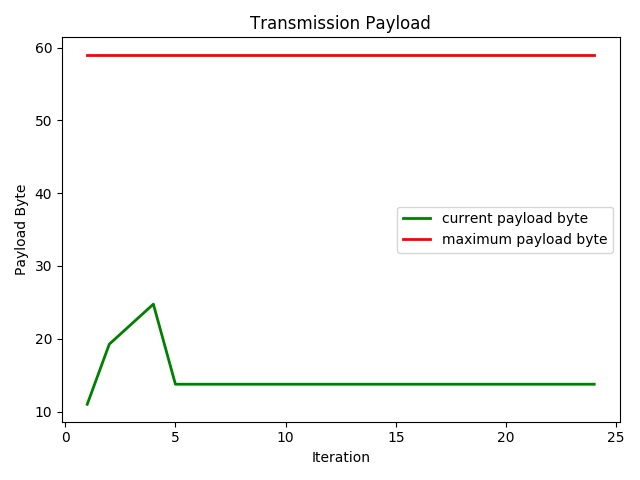 Transmission Payload
Payload Byte
60
50
40
30
20
10
current payload byte
maximum payload byte
0 5 10 15 20 25
Iteration